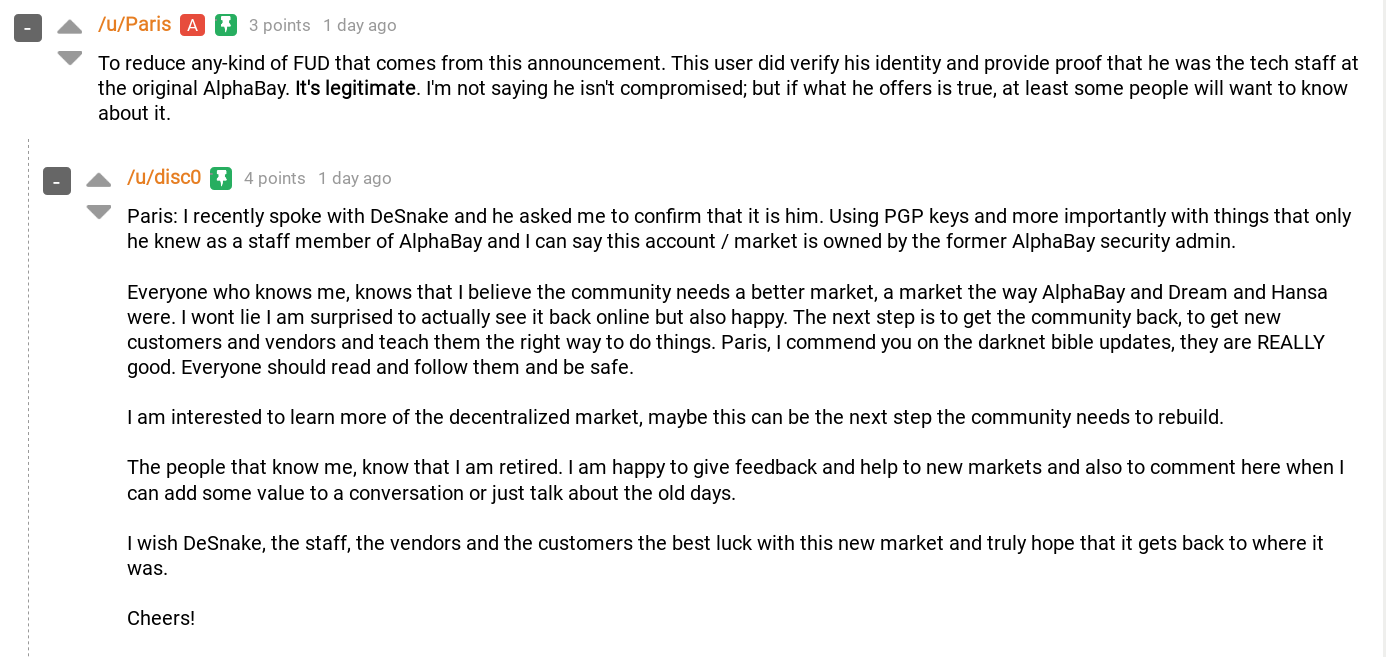 - /u/Paris A 3 points 1 day ago
To reduce any-kind of FUD that comes from this announcement. This user did verify his identity and provide proof that he was the tech staff at
the original AlphaBay. It's legitimate. I'm not saying he isn't compromised; but if what he offers is true, at least some people will want to know
about it.
- /u/disc0 4 points 1 day ago
Paris: I recently spoke with DeSnake and he asked me to confirm that it is him. Using PGP keys and more importantly with things that only
he knew as a staff member of AlphaBay and I can say this account / market is owned by the former AlphaBay security admin.
Everyone who knows me, knows that I believe the community needs a better market, a market the way AlphaBay and Dream and Hansa
were. I wont lie I am surprised to actually see it back online but also happy. The next step is to get the community back, to get new
customers and vendors and teach them the right way to do things. Paris, I commend you on the darknet bible updates, they are REALLY
good. Everyone should read and follow them and be safe.
I am interested to learn more of the decentralized market, maybe this can be the next step the community needs to rebuild.
The people that know me, know that I am retired. I am happy to give feedback and help to new markets and also to comment here when I
can add some value to a conversation or just talk about the old days.
I wish DeSnake, the staff, the vendors and the customers the best luck with this new market and truly hope that it gets back to where it
was.
Cheers!